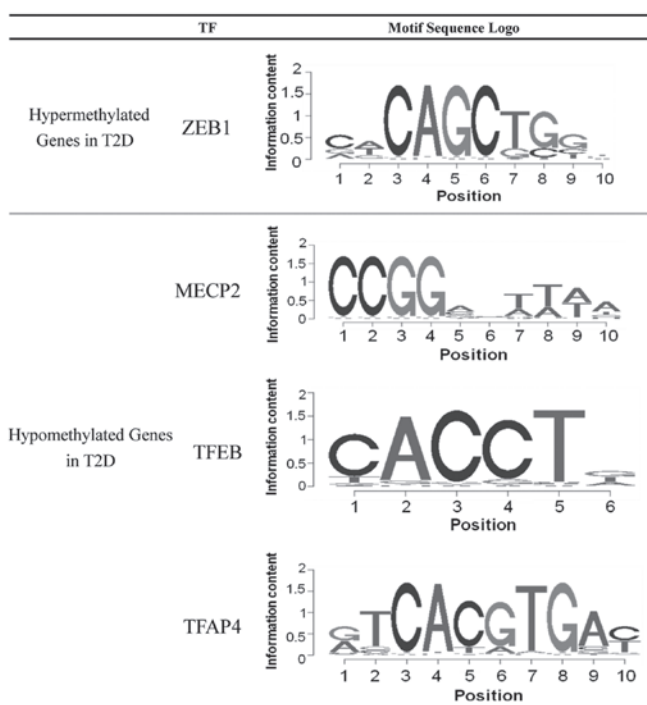 TF Motif Sequence Logo
Hypermethylated
Genes in T2D
ZEB1
Information content
2
1.5
1
0.5
0
CAGCTGG
1 2 3 4 5 6 7 8 9 10
Position
MECP2
Information content
2
1.5
1
0.5
0
CCGG
1 2 3 4 5 6 7 8 9 10
Position
Hypomethylated Genes
in T2D
TFEB
Information content
2
1.5
1
0.5
0
CACCT
1 2 3 4 5 6
Position
TFAP4
Information content
2
1.5
1
0.5
0
GTCACGTGAC
1 2 3 4 5 6 7 8 9 10
Position